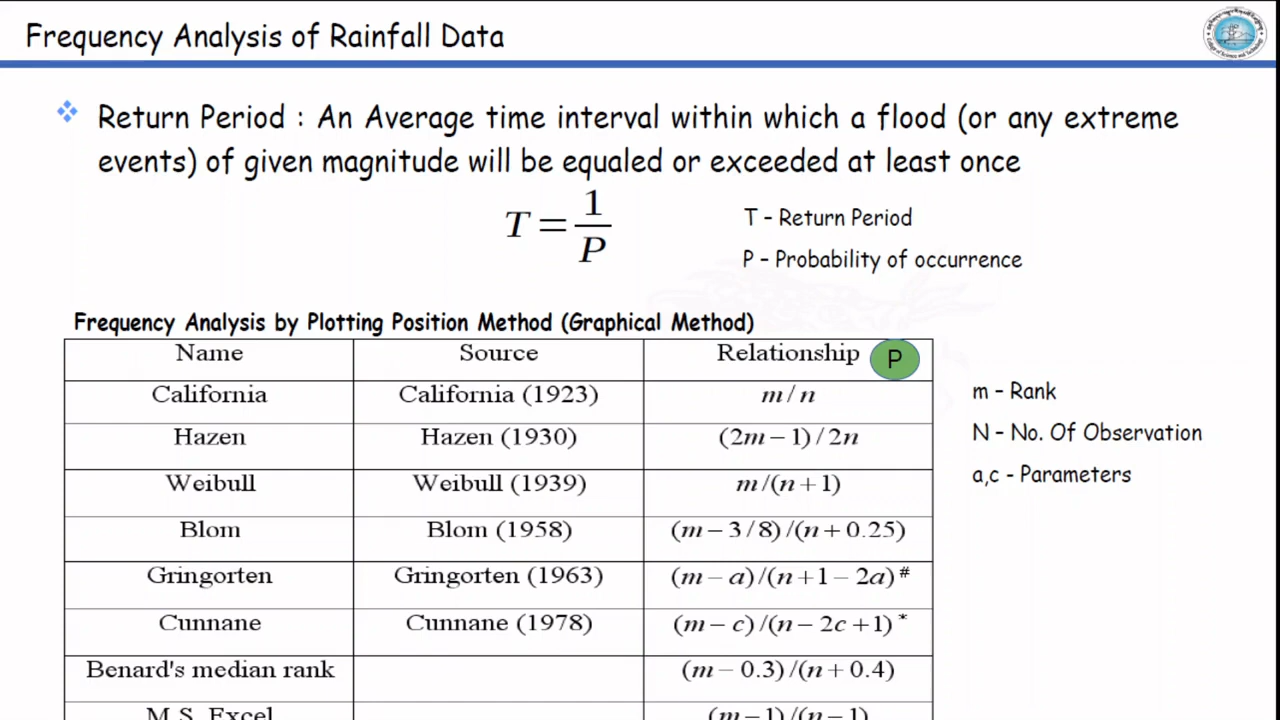 Frequency Analysis of Rainfall Data
Return Period : An Average time interval within which a flood (or any extreme
events) of given magnitude will be equaled or exceeded at least once
T = 1/P
T - Return Period
P - Probability of occurrence
Frequency Analysis by Plotting Position Method (Graphical Method)
Name Source Relationship P
California California (1923) m/n
Hazen Hazen (1930) (2m−1)/2n
Weibull Weibull (1939) m/(n+1)
Blom Blom (1958) (m−3/8)/(n+0.25)
Gringorten Gringorten (1963) (m−a)/(n+1−2a)#
Cunnane Cunnane (1978) (m−c)/(n−2c+1)*
Benard's median rank (m−0.3)/(n+0.4)
M.S. Excel (m−1)/(n−1)
m - Rank
N - No. Of Observation
a,c - Parameters